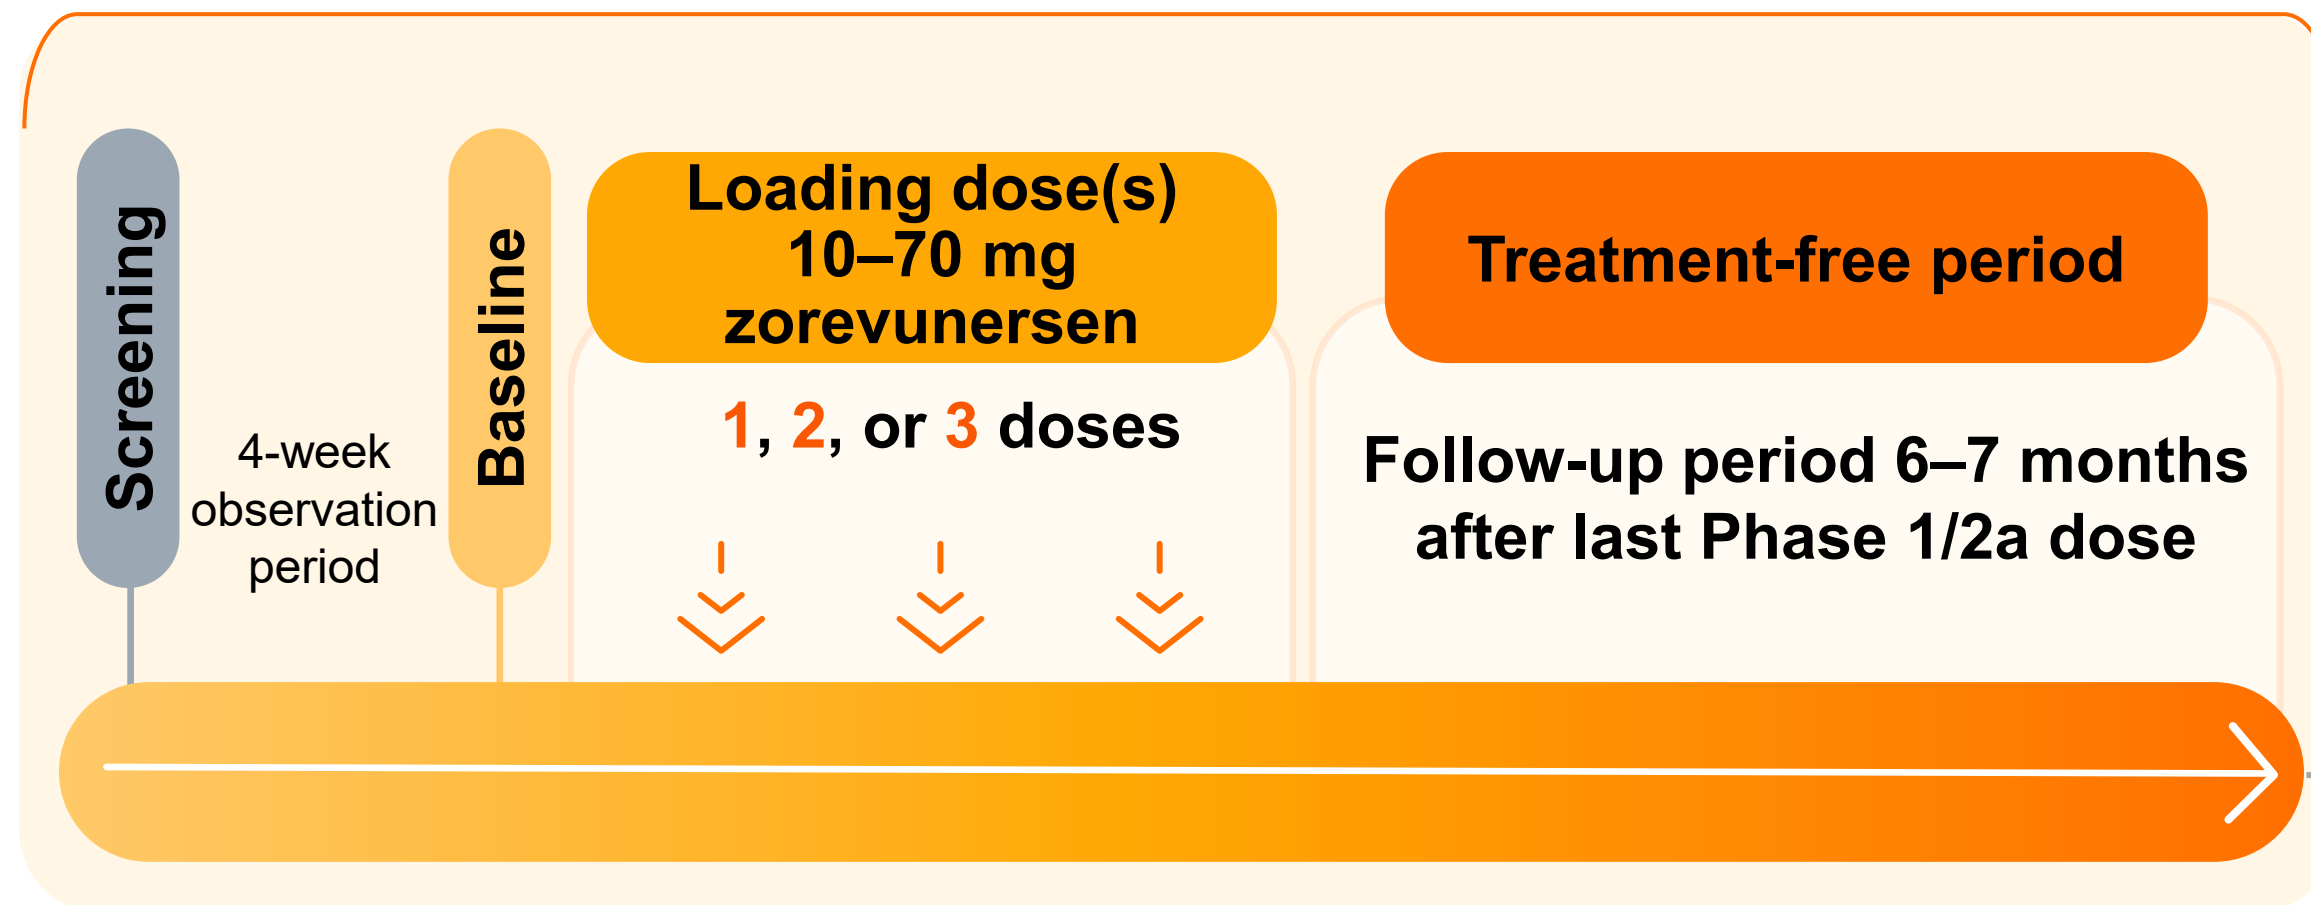 Screening
4-week
observation
period
Baseline
Loading dose(s)
10–70 mg
zorevunersen
1, 2, or 3 doses
Treatment-free period
Follow-up period 6–7 months
after last Phase 1/2a dose